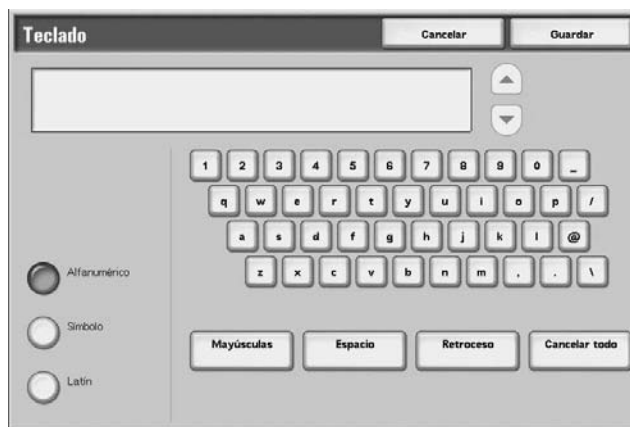 Teclado Cancelar Guardar
1 2 3 4 5 6 7 8 9 0 _
q w e r t y u i o p /
a s d f g h j k l @
z x c v b n m , . \
Alfanumérico
Símbolo
Latín
Mayúsculas Espacio Retroceso Cancelar todo